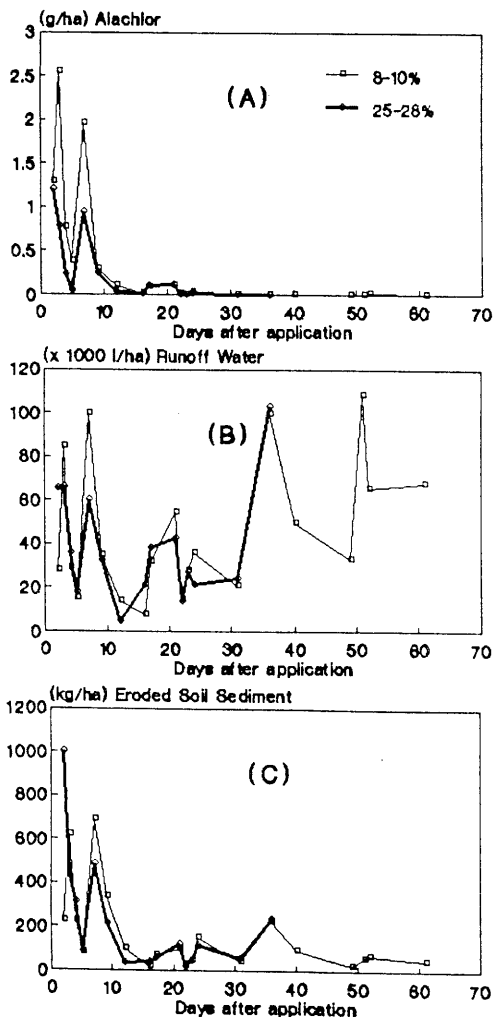 (g/ha) Alachlor
3
2.5
2
1.5
1
0.5
0
(A)
8-10%
25-28%
0 10 20 30 40 50 60 70
Days after application
(x 1000 l/ha) Runoff Water
120
100
80
60
40
20
0
(B)
0 10 20 30 40 50 60 70
Days after application
(kg/ha) Eroded Soil Sediment
1200
1000
800
600
400
200
0
(C)
0 10 20 30 40 50 60 70
Days after application